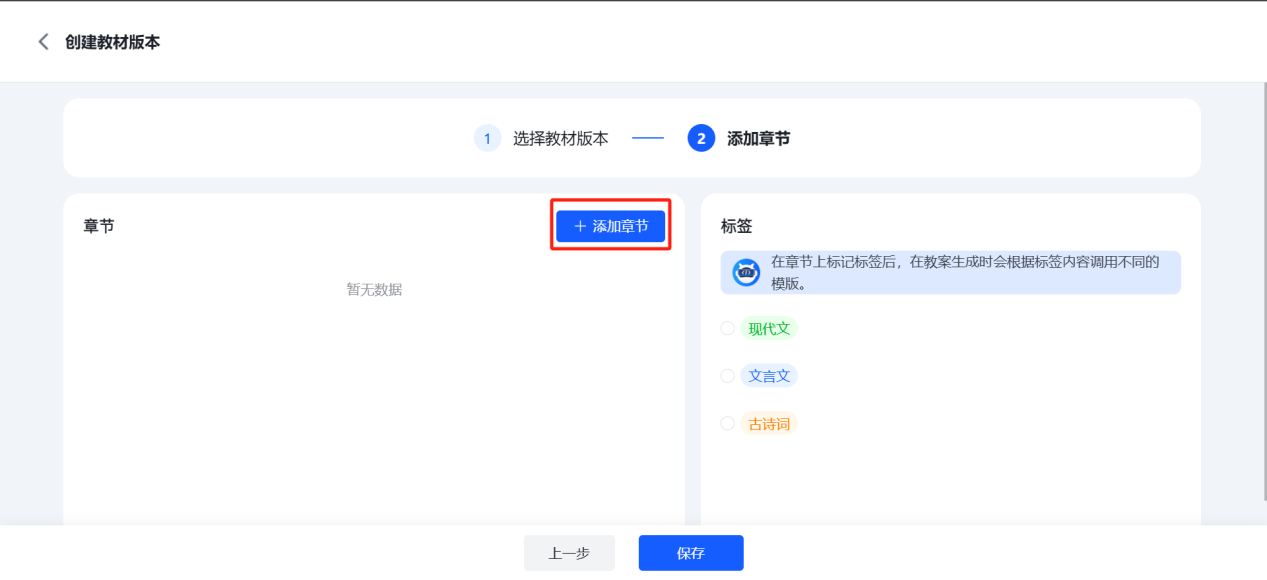 创建教材版本
1 选择教材版本 2 添加章节
章节
+ 添加章节
暂无数据
标签
在章节上标记标签后，在教案生成时会根据标签内容调用不同的
模版。
现代文
文言文
古诗词
上一步
保存